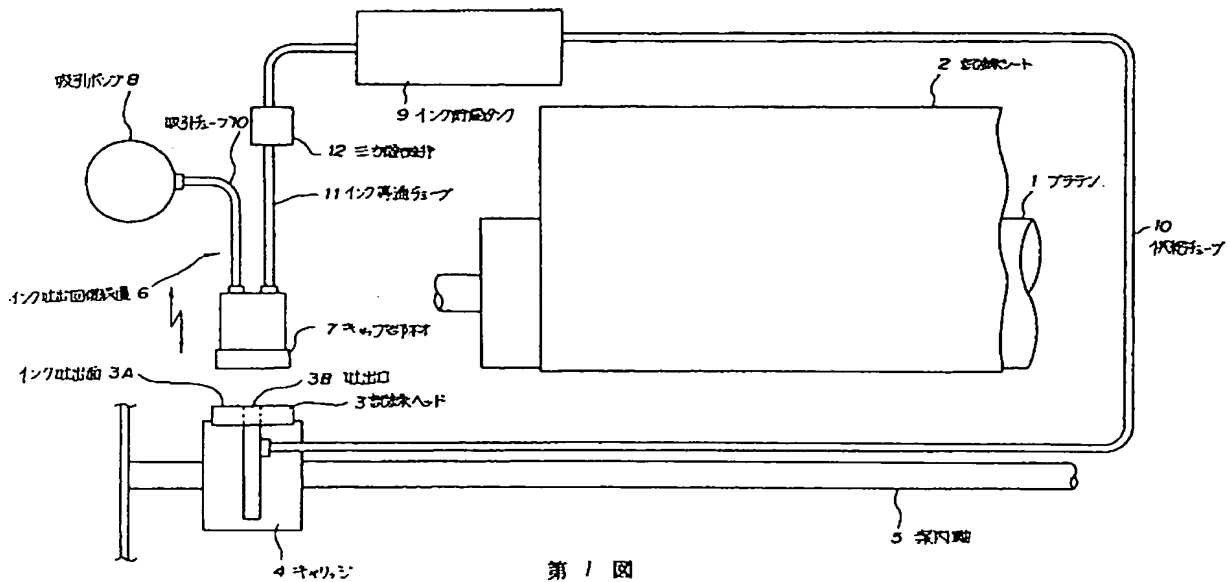 吸引ポンプ 8
吸引チューブ 10
9 インク貯留タンク
2 記録シート
12 三方電磁弁
1 プラテン
11 インク導通チューブ
10
供給チューブ
インク吐出回復装置 6
7 キャップ部材
インク吐出面 3A
3B 吐出口
3 記録ヘッド
5 案内軸
4 キャリッジ
第 1 図